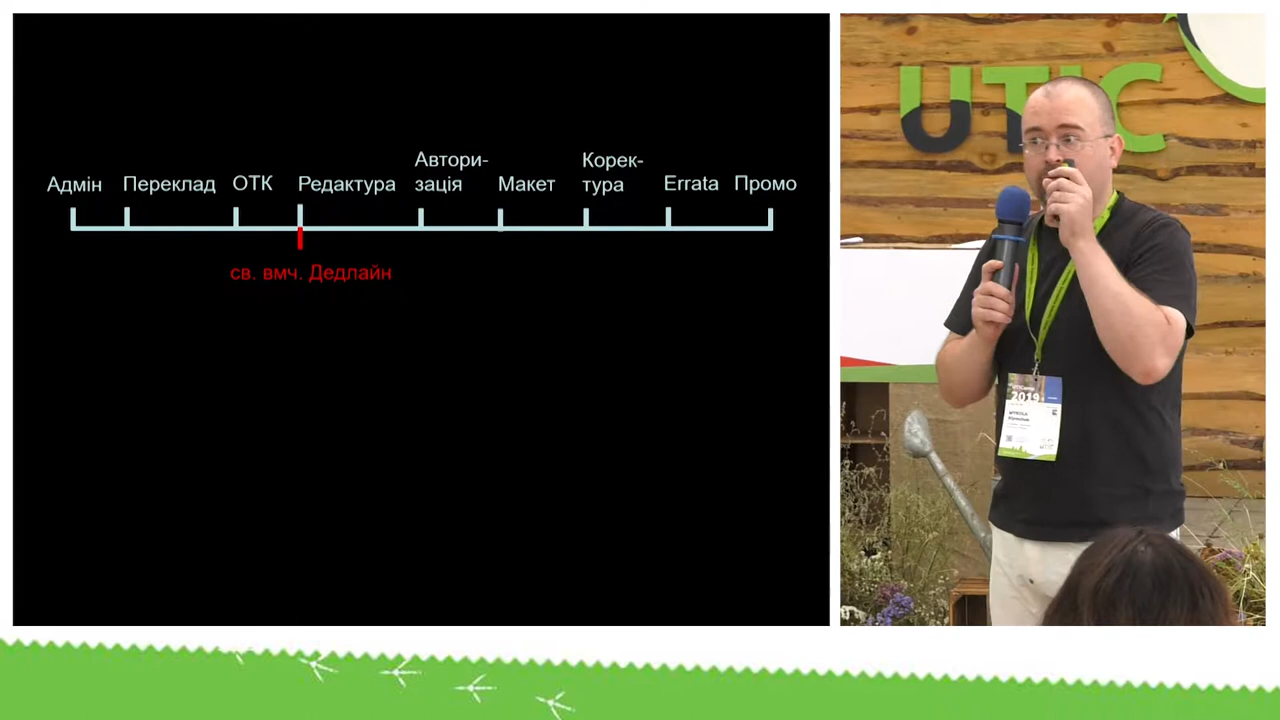 Адмін
Переклад
ОТК
Редактура
Автори-
зація
Макет
Корек-
тура
Errata
Промо
св. вмч. Дедлайн
UTIC
2019